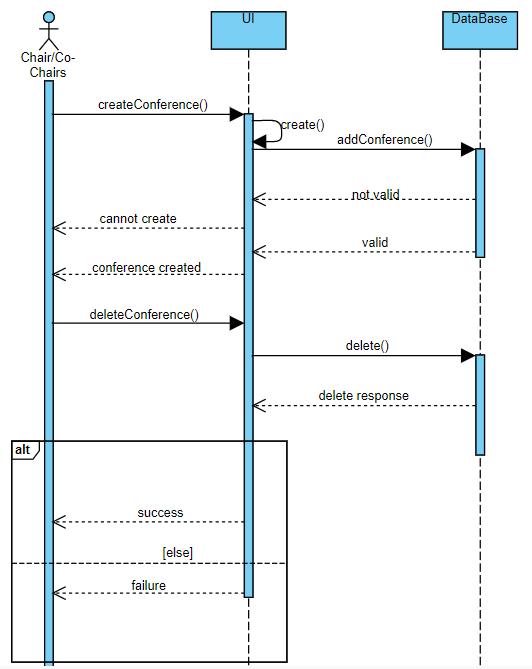 UI
DataBase
Chair/Co-
Chairs
createConference()
create()
addConference()
not valid
cannot create
valid
conference created
deleteConference()
delete()
delete response
alt
success
[else]
failure